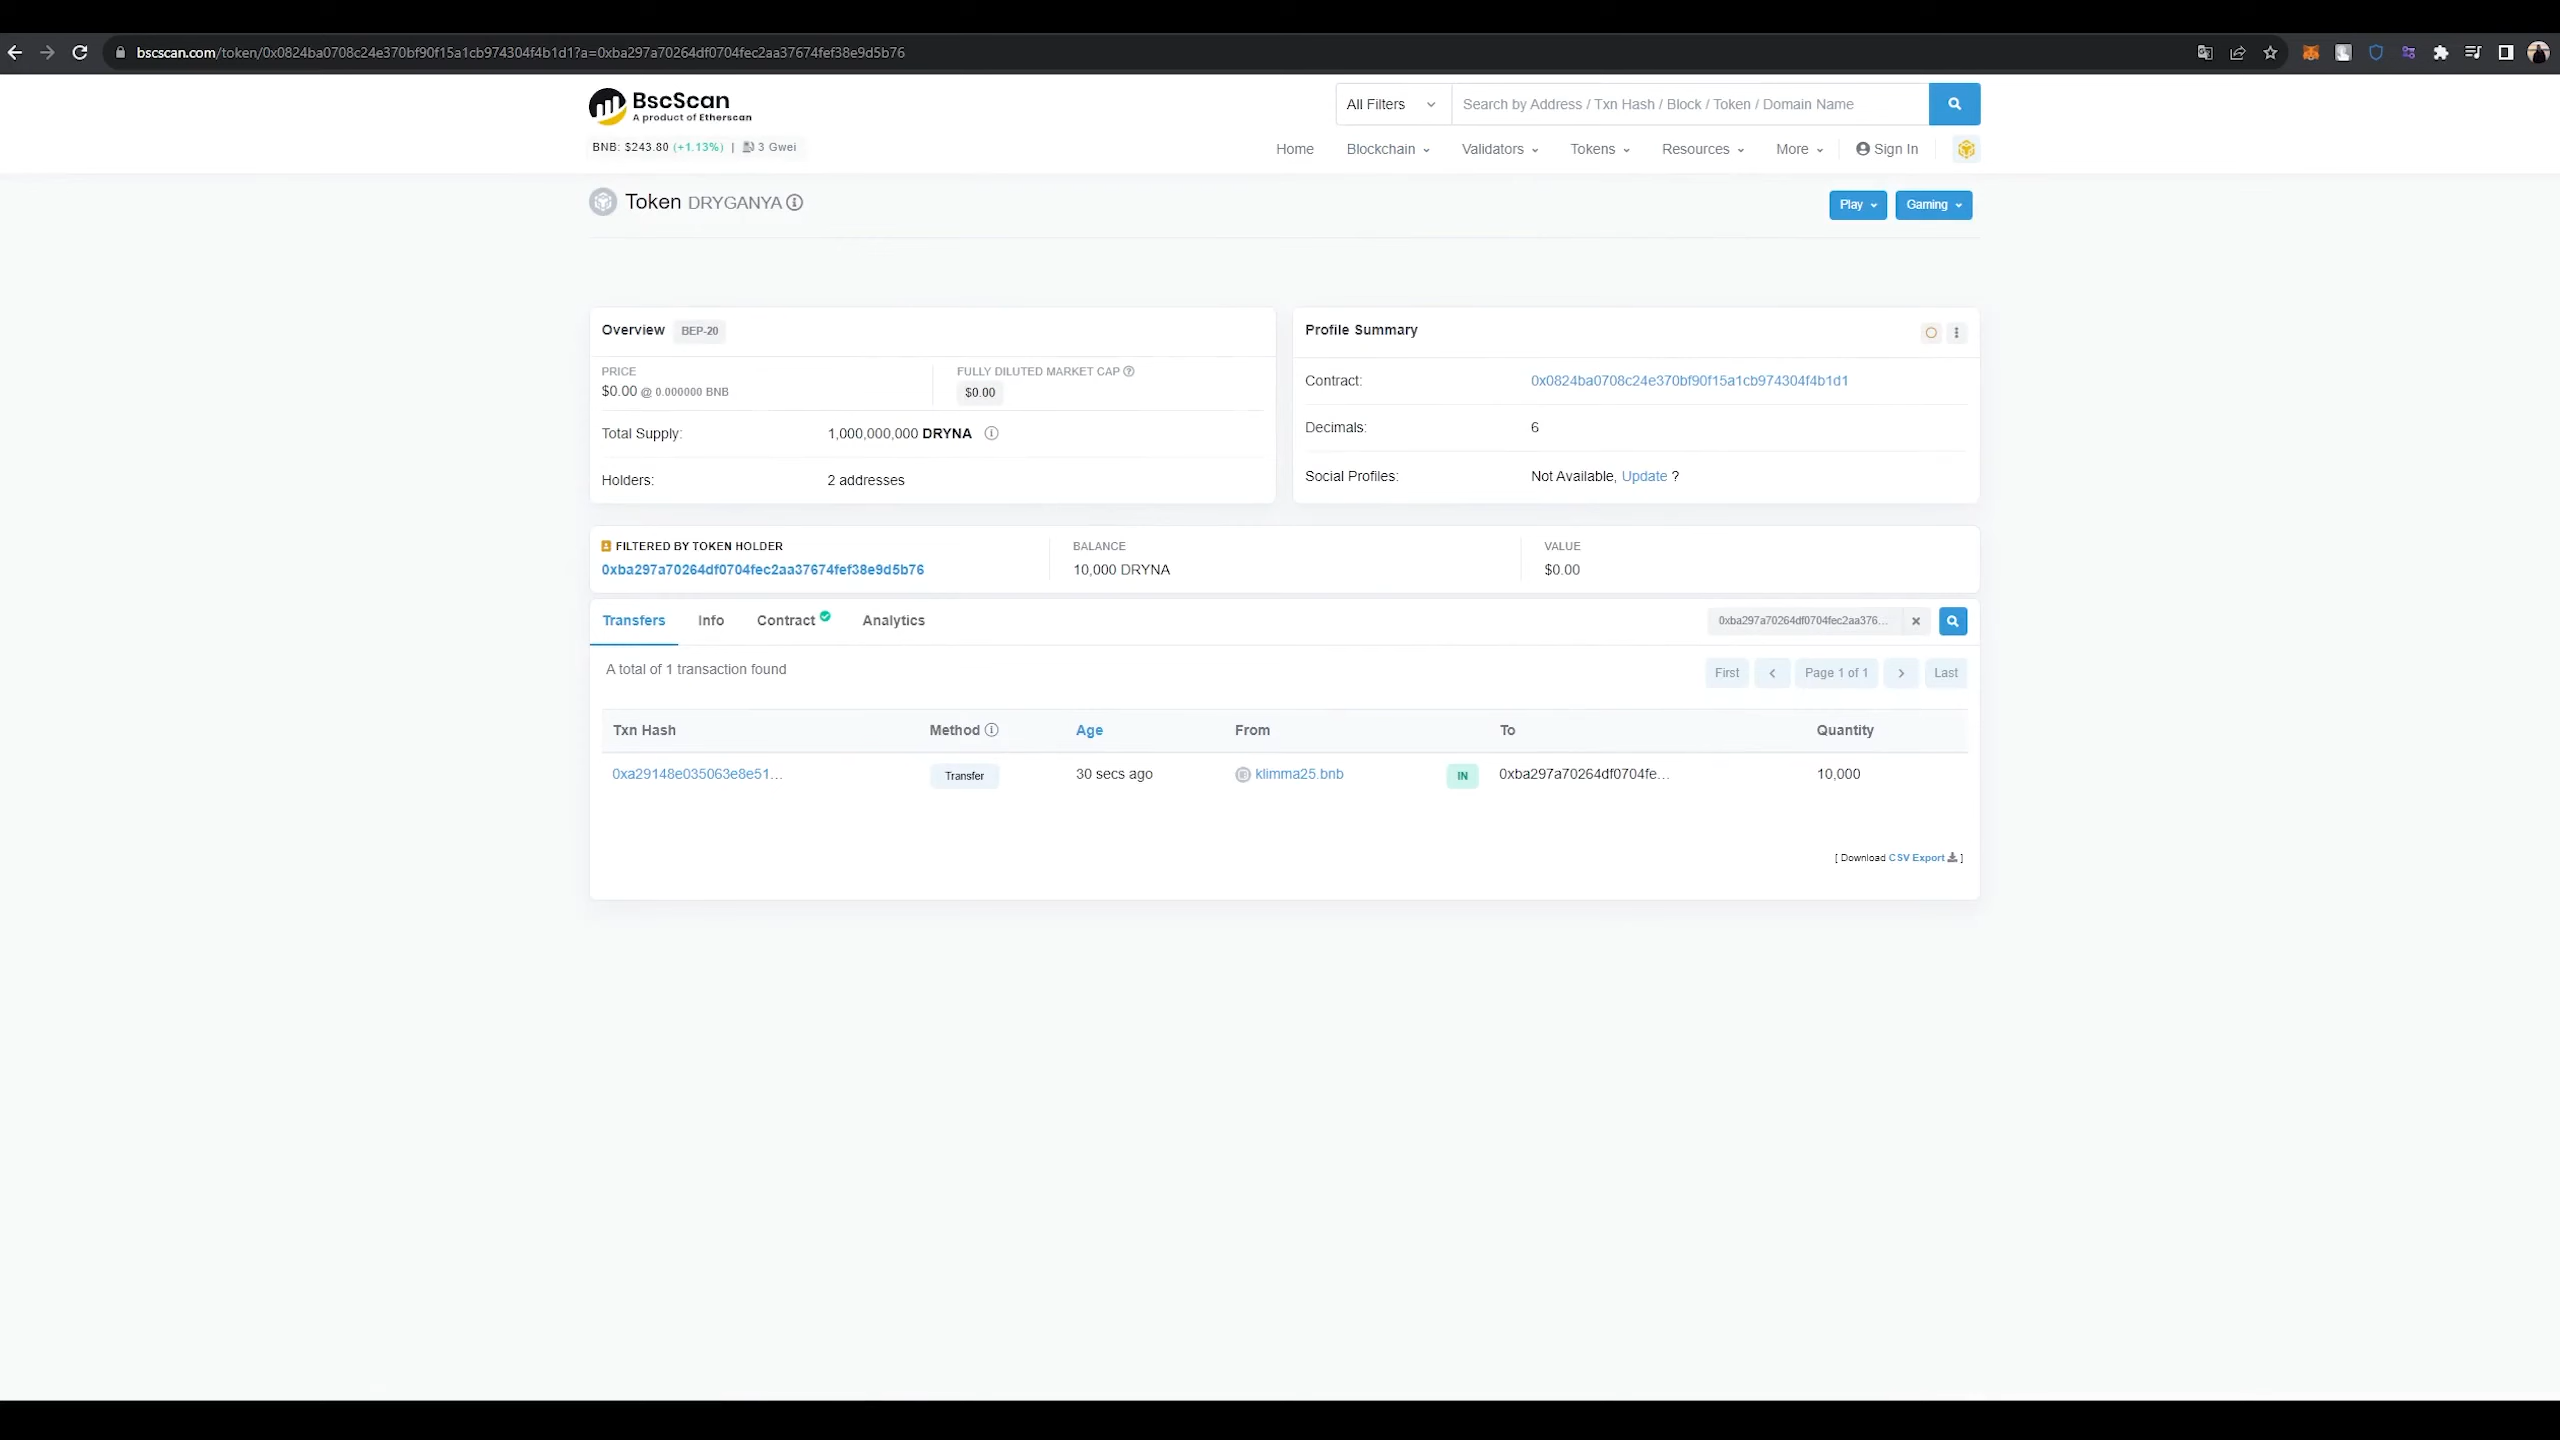 bscscan.com/token/0x0824ba0708c24e370bf90f15a1cb974304f4b1d1?a=0xba297a70264df0704fec2aa37674fef38e9d5b76
BscScan
A product of Etherscan
All Filters
Search by Address / Txn Hash / Block / Token / Domain Name
BNB: $243.80 (+1.13%) | 3 Gwei
Home Blockchain Validators Tokens Resources More Sign In
Token DRYGANYA
Play Gaming
Overview BEP-20
PRICE
$0.00 @ 0.000000 BNB
FULLY DILUTED MARKET CAP
$0.00
Total Supply: 1,000,000,000 DRYNA
Holders: 2 addresses
Profile Summary
Contract: 0x0824ba0708c24e370bf90f15a1cb974304f4b1d1
Decimals: 6
Social Profiles: Not Available, Update ?
FILTERED BY TOKEN HOLDER
0xba297a70264df0704fec2aa37674fef38e9d5b76
BALANCE
10,000 DRYNA
VALUE
$0.00
Transfers Info Contract Analytics
0xba297a70264df0704fec2aa376...
A total of 1 transaction found
First Page 1 of 1 Last
Txn Hash Method Age From To Quantity
0xa29148e035063e8e51... Transfer 30 secs ago klimma25.bnb IN 0xba297a70264df0704fe... 10,000
[ Download CSV Export ]